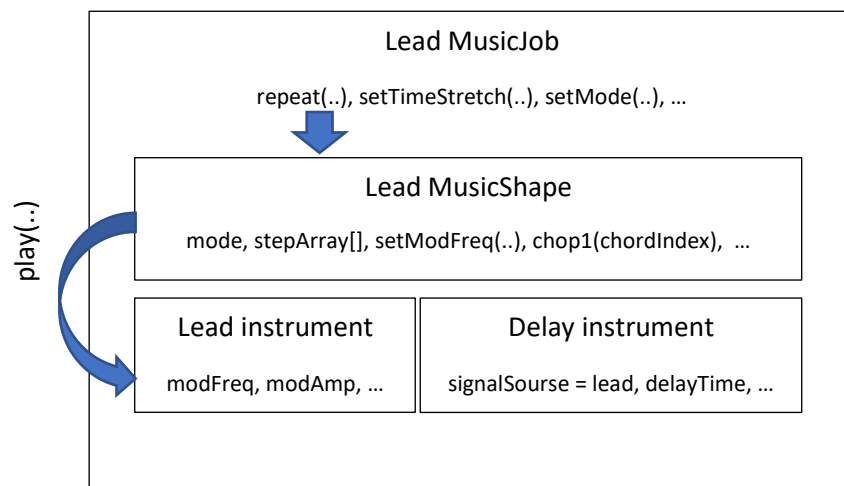 Lead MusicJob
repeat(..), setTimeStretch(..), setMode(..), …
play(..)
Lead MusicShape
mode, stepArray[], setModFreq(..), chop1(chordIndex),  …
Lead instrument
modFreq, modAmp, …
Delay instrument
signalSourse = lead, delayTime, …